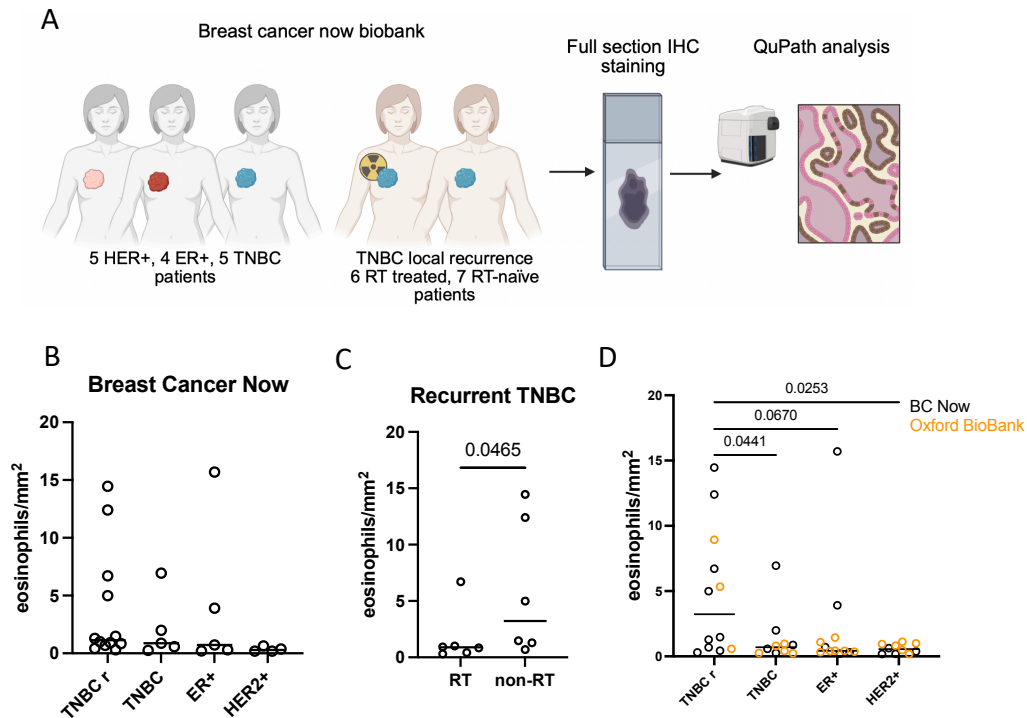 A
Breast cancer now biobank
Full section IHC
staining
QuPath analysis
5 HER+, 4 ER+, 5 TNBC
patients
TNBC local recurrence
6 RT treated, 7 RT-naïve
patients
B
Breast Cancer Now
eosinophils/mm²
20
15
10
5
0
TNBC r
TNBC
ER+
HER2+
C
Recurrent TNBC
0.0465
eosinophils/mm²
20
15
10
5
0
RT
non-RT
D
0.0253
0.0670
0.0441
BC Now
Oxford BioBank
eosinophils/mm²
20
15
10
5
0
TNBC r
TNBC
ER+
HER2+